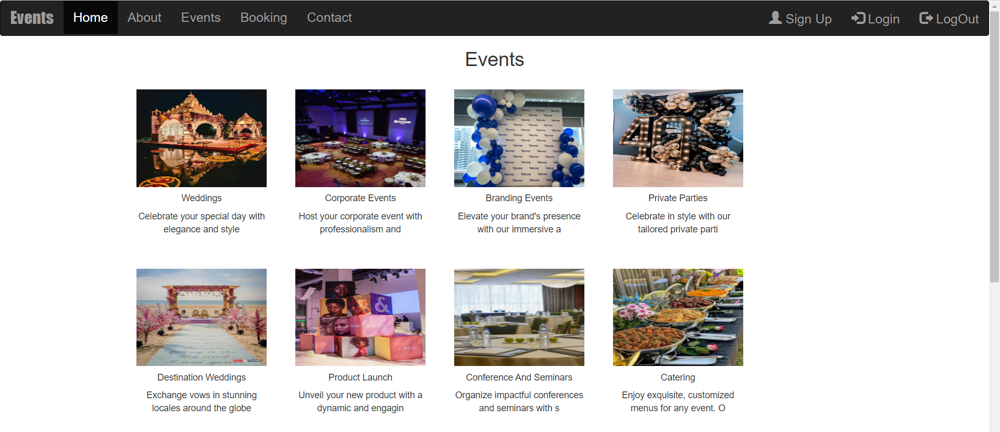 Events Home About Events Booking Contact Sign Up Login LogOut
Events
Tabcorp
Weddings
Corporate Events
Branding Events
Private Parties
Celebrate your special day with
elegance and style
Host your corporate event with
professionalism and
Elevate your brand's presence
with our immersive a
Celebrate in style with our
tailored private parti
40
&
STRONG
CHILL
Destination Weddings
Product Launch
Conference And Seminars
Catering
Exchange vows in stunning
locales around the globe
Unveil your new product with a
dynamic and engagin
Organize impactful conferences
and seminars with s
Enjoy exquisite, customized
menus for any event. O